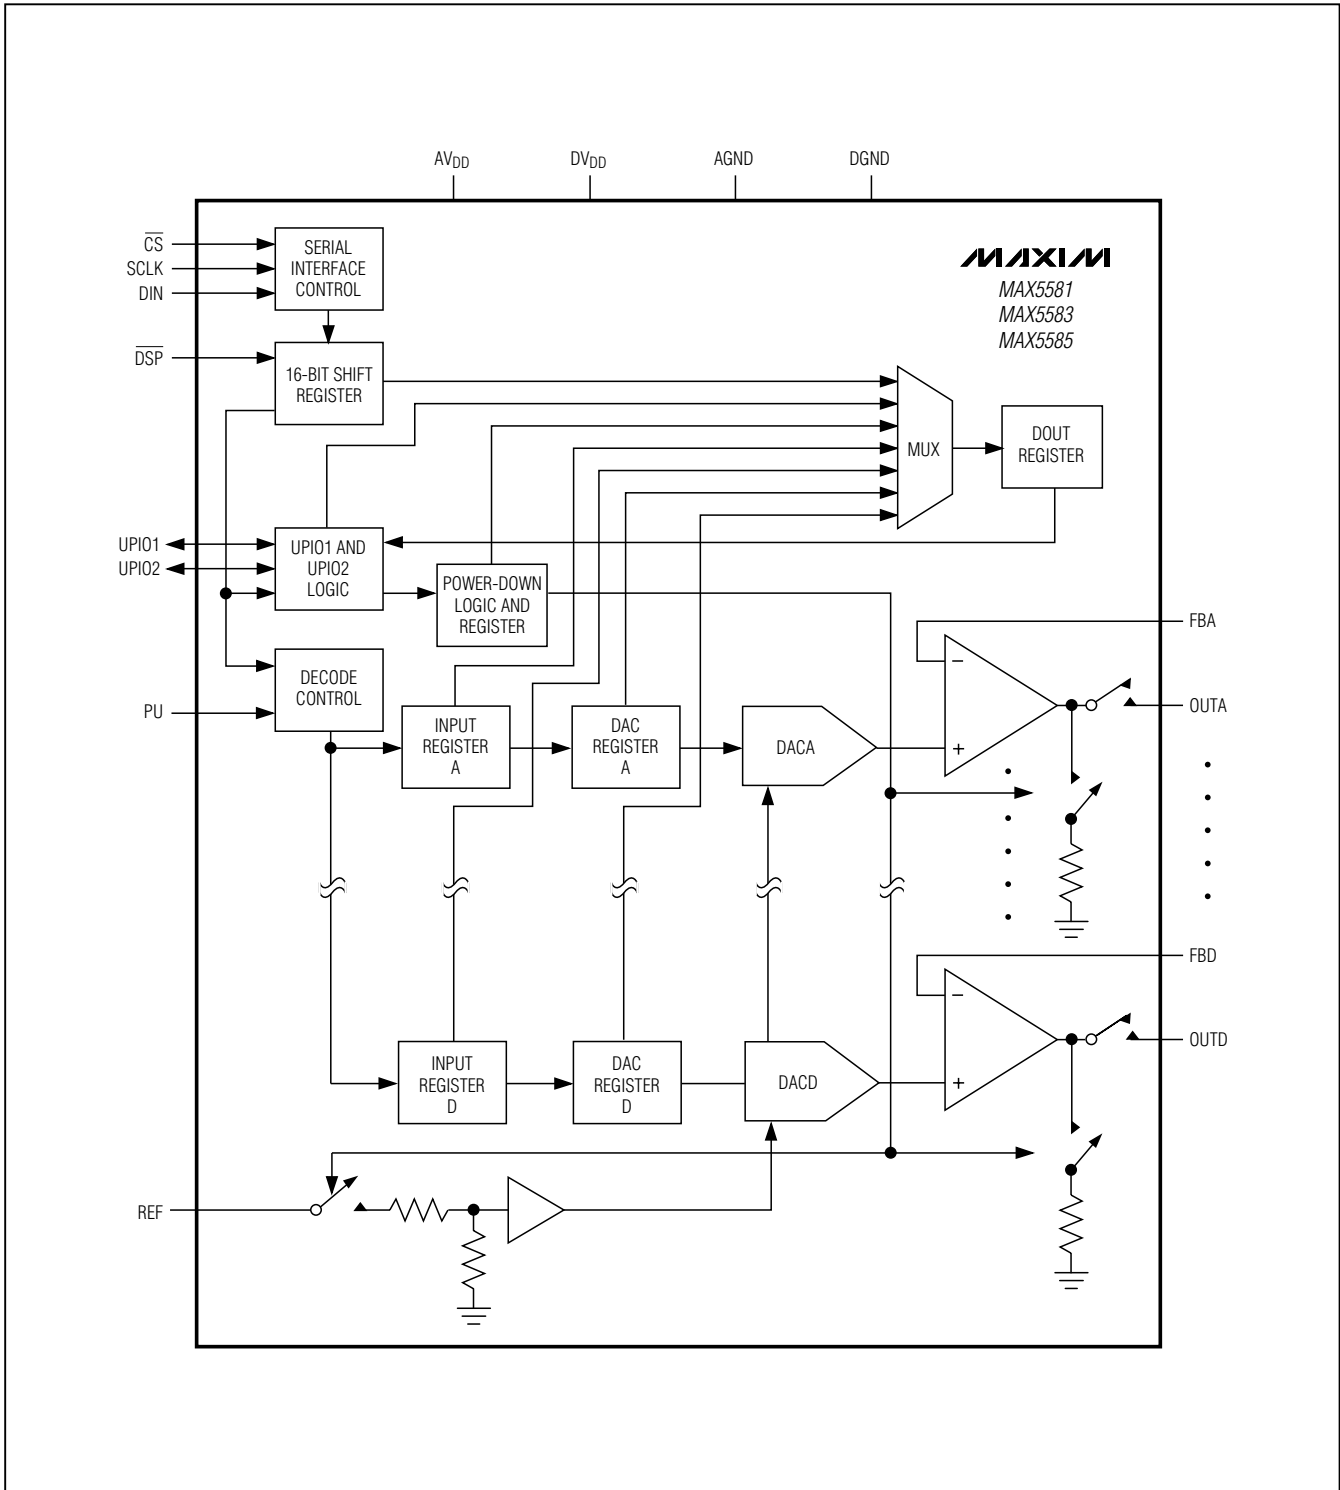 AVDD DVDD AGND DGND
CS
SCLK
DIN
SERIAL
INTERFACE
CONTROL
MAXIM
MAX5581
MAX5583
MAX5585
DSP
16-BIT SHIFT
REGISTER
MUX
DOUT
REGISTER
UPIO1
UPIO2
UPIO1 AND
UPIO2
LOGIC
POWER-DOWN
LOGIC AND
REGISTER
FBA
DECODE
CONTROL
PU
INPUT
REGISTER
A
DAC
REGISTER
A
DACA
−
+
OUTA
FBD
INPUT
REGISTER
D
DAC
REGISTER
D
DACD
−
+
OUTD
REF